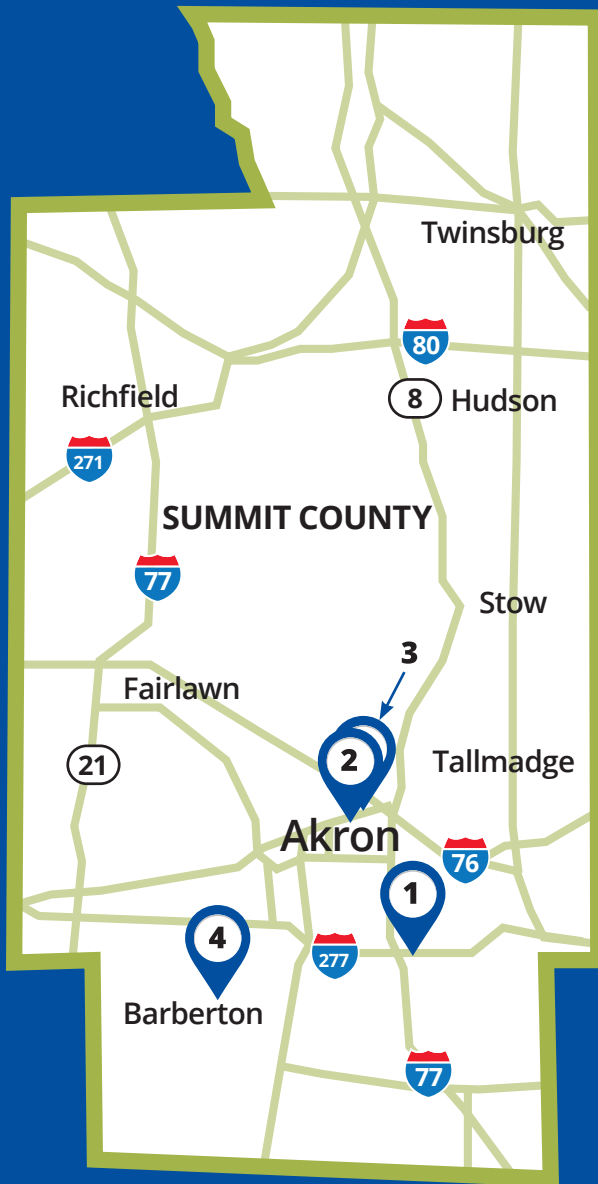 Twinsburg
80
Richfield
8
Hudson
271
SUMMIT COUNTY
77
Stow
3
Fairlawn
21
2
Tallmadge
Akron
76
1
4
277
Barberton
77